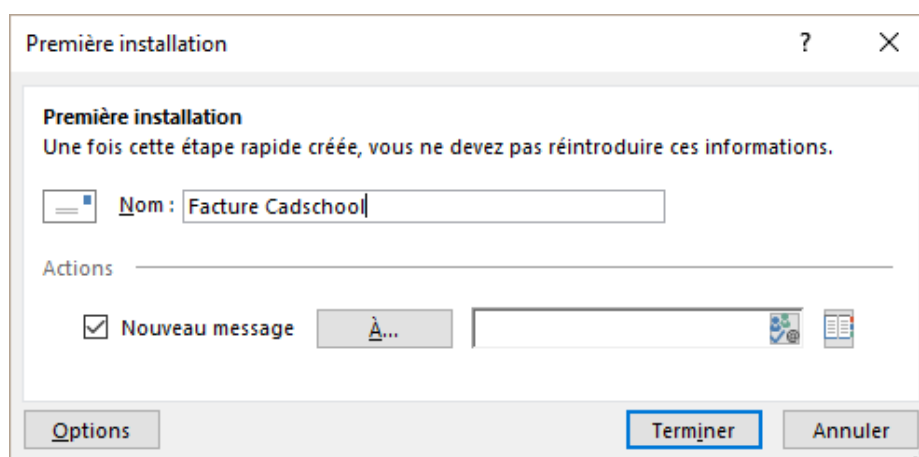 Première installation ?
Première installation
Une fois cette étape rapide créée, vous ne devez pas réintroduire ces informations.
Nom : Facture Cadschool
Actions
Nouveau message À...
Options Terminer Annuler